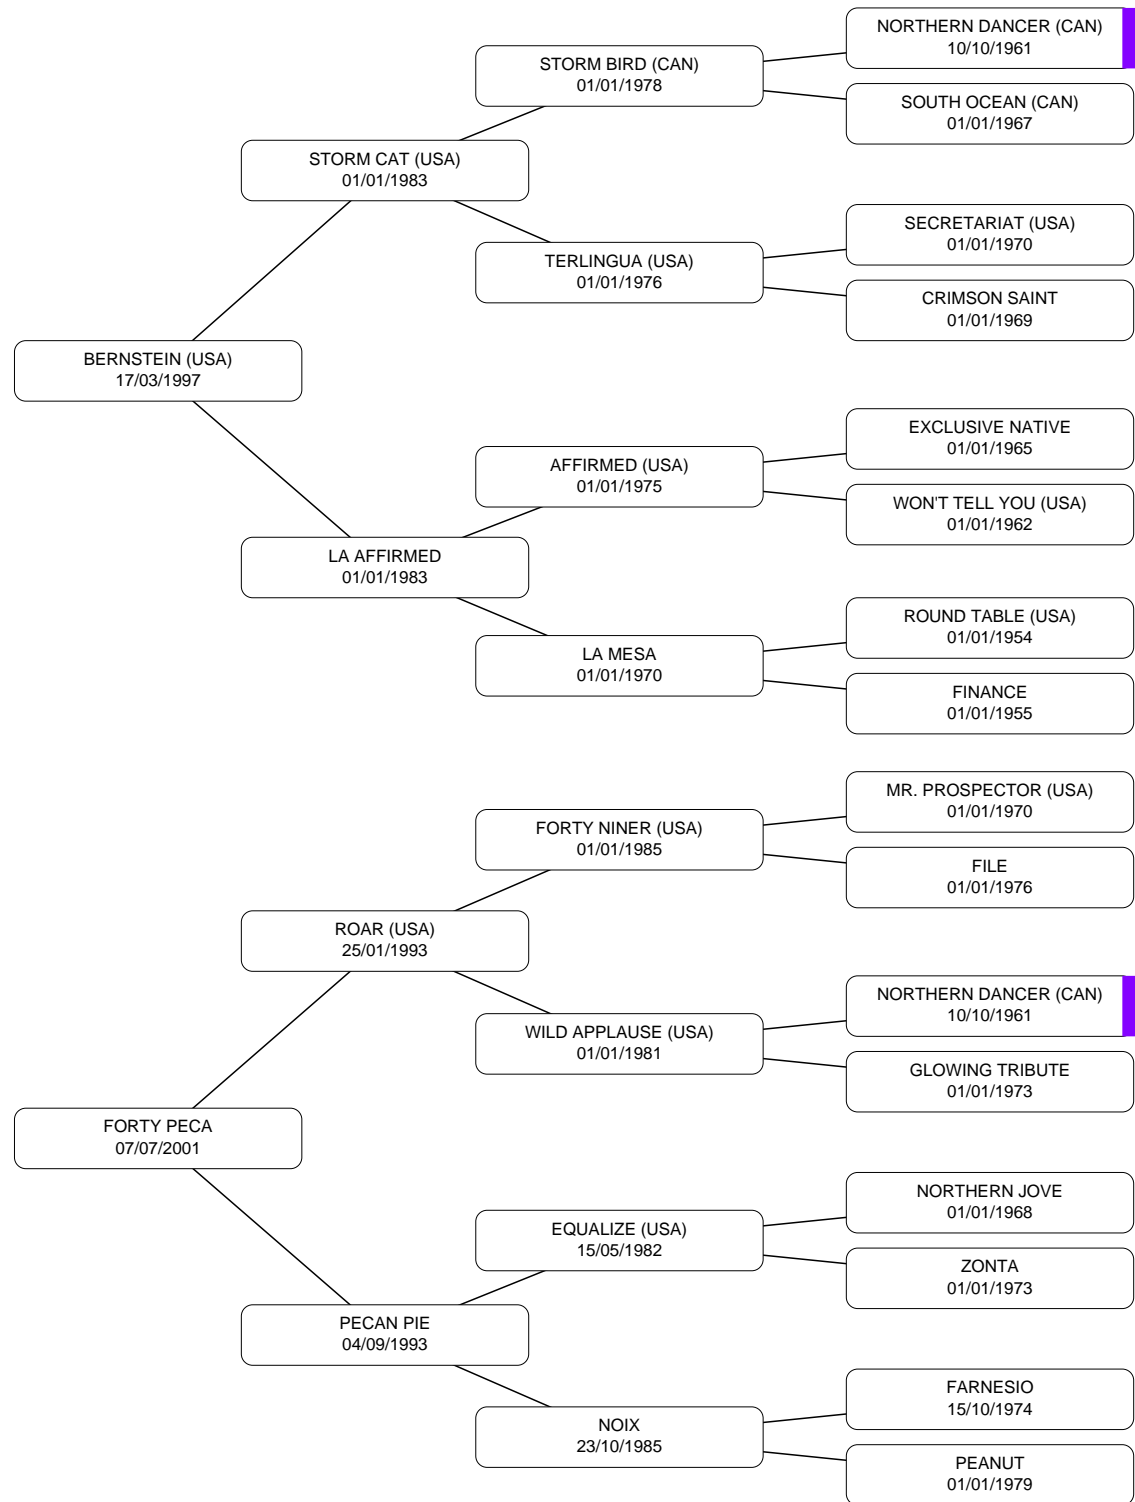 NORTHERN DANCER (CAN)
10/10/1961
STORM BIRD (CAN)
01/01/1978
SOUTH OCEAN (CAN)
01/01/1967
STORM CAT (USA)
01/01/1983
SECRETARIAT (USA)
01/01/1970
TERLINGUA (USA)
01/01/1976
CRIMSON SAINT
01/01/1969
BERNSTEIN (USA)
17/03/1997
EXCLUSIVE NATIVE
01/01/1965
AFFIRMED (USA)
01/01/1975
WON'T TELL YOU (USA)
01/01/1962
LA AFFIRMED
01/01/1983
ROUND TABLE (USA)
01/01/1954
LA MESA
01/01/1970
FINANCE
01/01/1955
MR. PROSPECTOR (USA)
01/01/1970
FORTY NINER (USA)
01/01/1985
FILE
01/01/1976
ROAR (USA)
25/01/1993
NORTHERN DANCER (CAN)
10/10/1961
WILD APPLAUSE (USA)
01/01/1981
GLOWING TRIBUTE
01/01/1973
FORTY PECA
07/07/2001
NORTHERN JOVE
01/01/1968
EQUALIZE (USA)
15/05/1982
ZONTA
01/01/1973
PECAN PIE
04/09/1993
FARNESIO
15/10/1974
NOIX
23/10/1985
PEANUT
01/01/1979